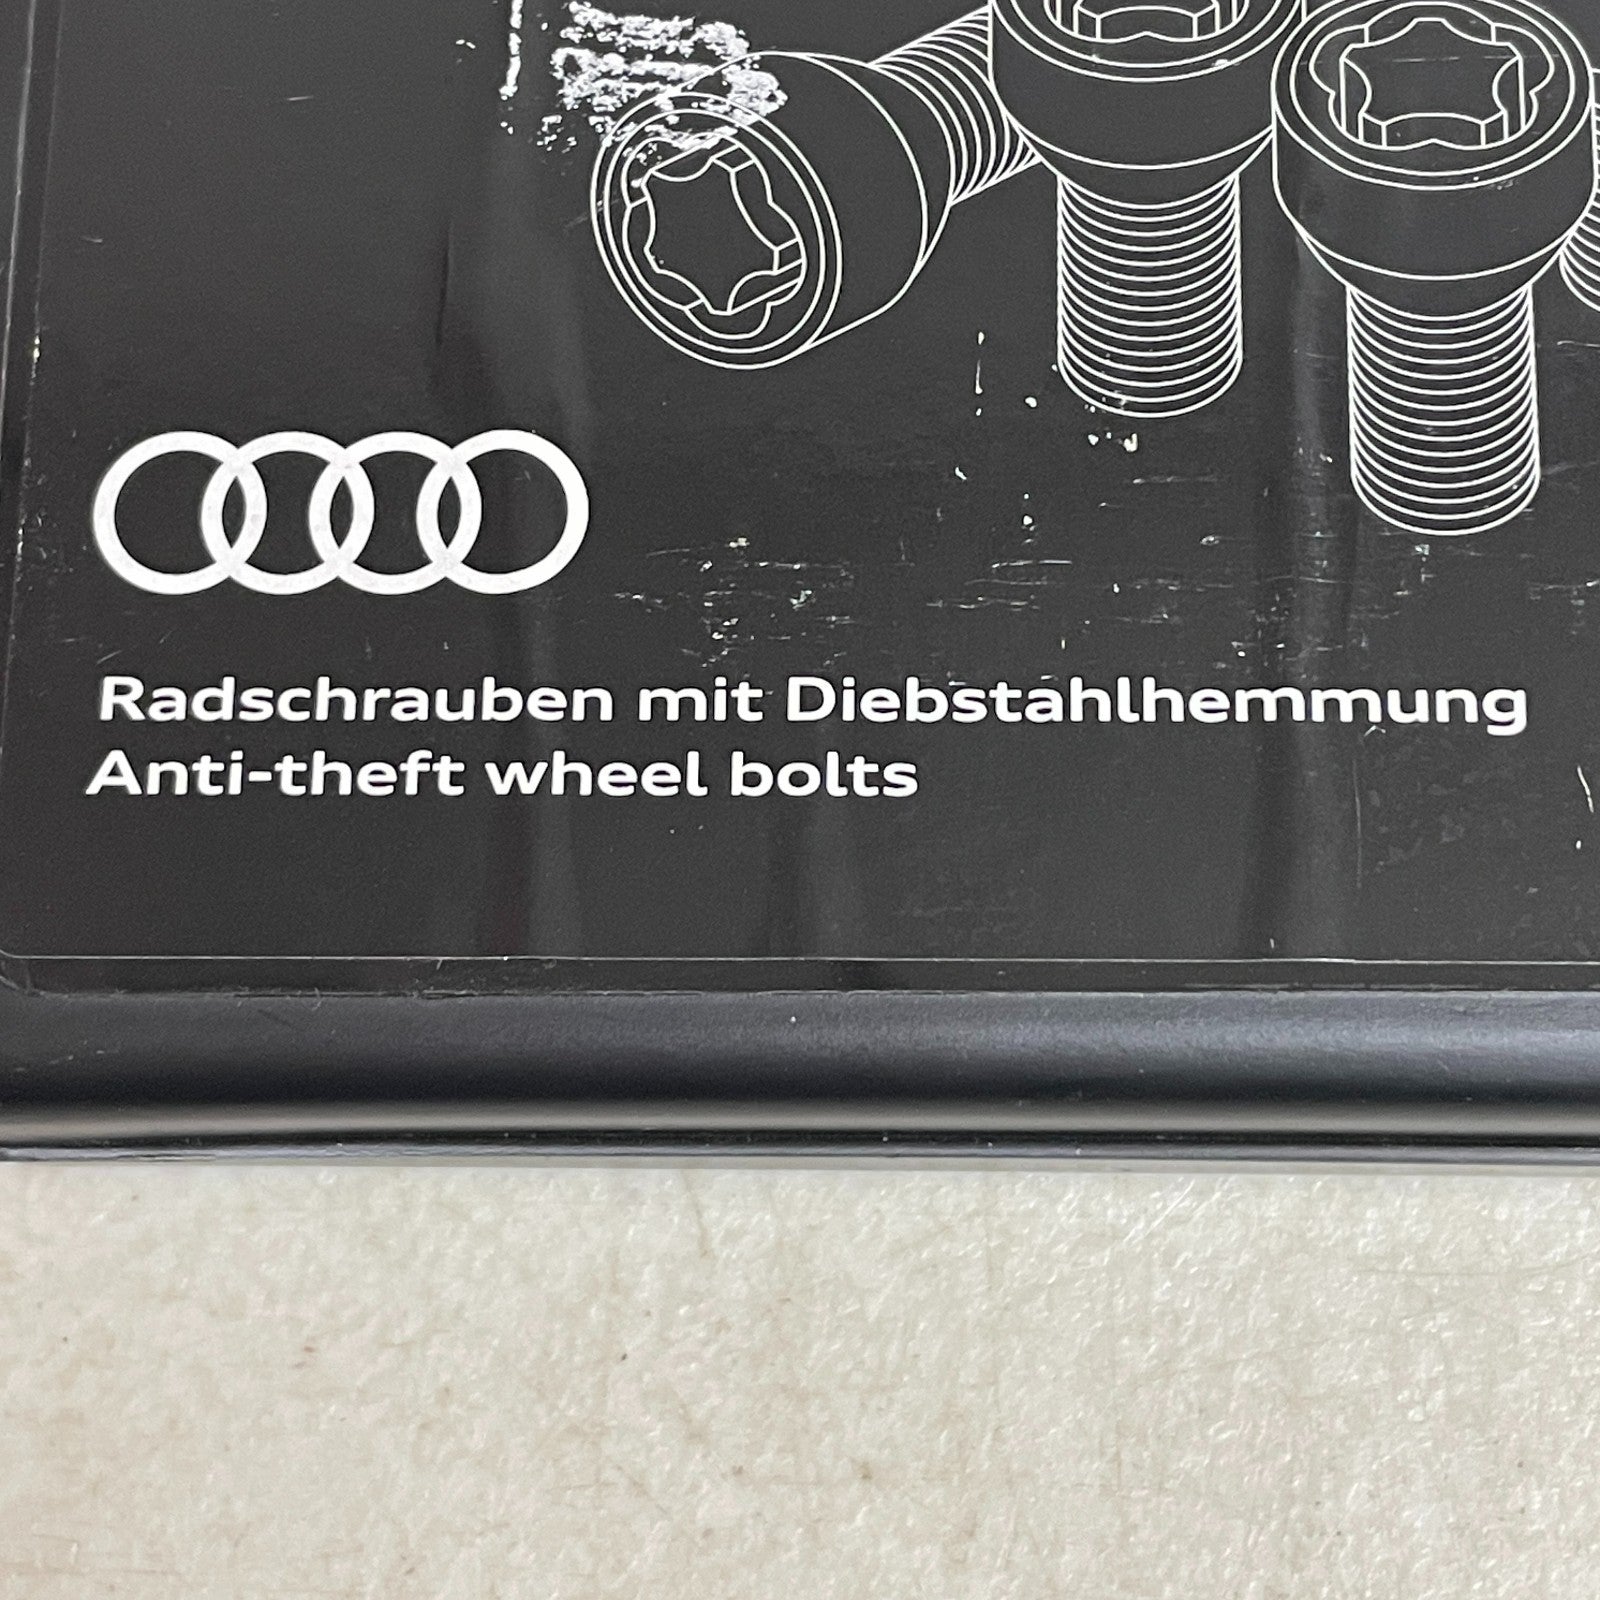 Radschrauben mit Diebstahlhemmung
Anti-theft wheel bolts